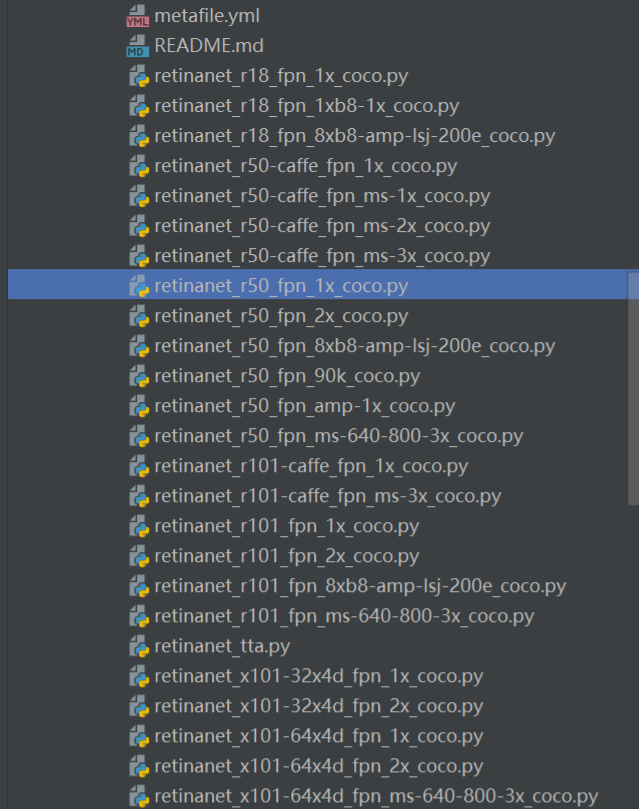 YML metafile.yml
MD README.md
retinanet_r18_fpn_1x_coco.py
retinanet_r18_fpn_1xb8-1x_coco.py
retinanet_r18_fpn_8xb8-amp-lsj-200e_coco.py
retinanet_r50-caffe_fpn_1x_coco.py
retinanet_r50-caffe_fpn_ms-1x_coco.py
retinanet_r50-caffe_fpn_ms-2x_coco.py
retinanet_r50-caffe_fpn_ms-3x_coco.py
retinanet_r50_fpn_1x_coco.py
retinanet_r50_fpn_2x_coco.py
retinanet_r50_fpn_8xb8-amp-lsj-200e_coco.py
retinanet_r50_fpn_90k_coco.py
retinanet_r50_fpn_amp-1x_coco.py
retinanet_r50_fpn_ms-640-800-3x_coco.py
retinanet_r101-caffe_fpn_1x_coco.py
retinanet_r101-caffe_fpn_ms-3x_coco.py
retinanet_r101_fpn_1x_coco.py
retinanet_r101_fpn_2x_coco.py
retinanet_r101_fpn_8xb8-amp-lsj-200e_coco.py
retinanet_r101_fpn_ms-640-800-3x_coco.py
retinanet_tta.py
retinanet_x101-32x4d_fpn_1x_coco.py
retinanet_x101-32x4d_fpn_2x_coco.py
retinanet_x101-64x4d_fpn_1x_coco.py
retinanet_x101-64x4d_fpn_2x_coco.py
retinanet_x101-64x4d_fpn_ms-640-800-3x_coco.py